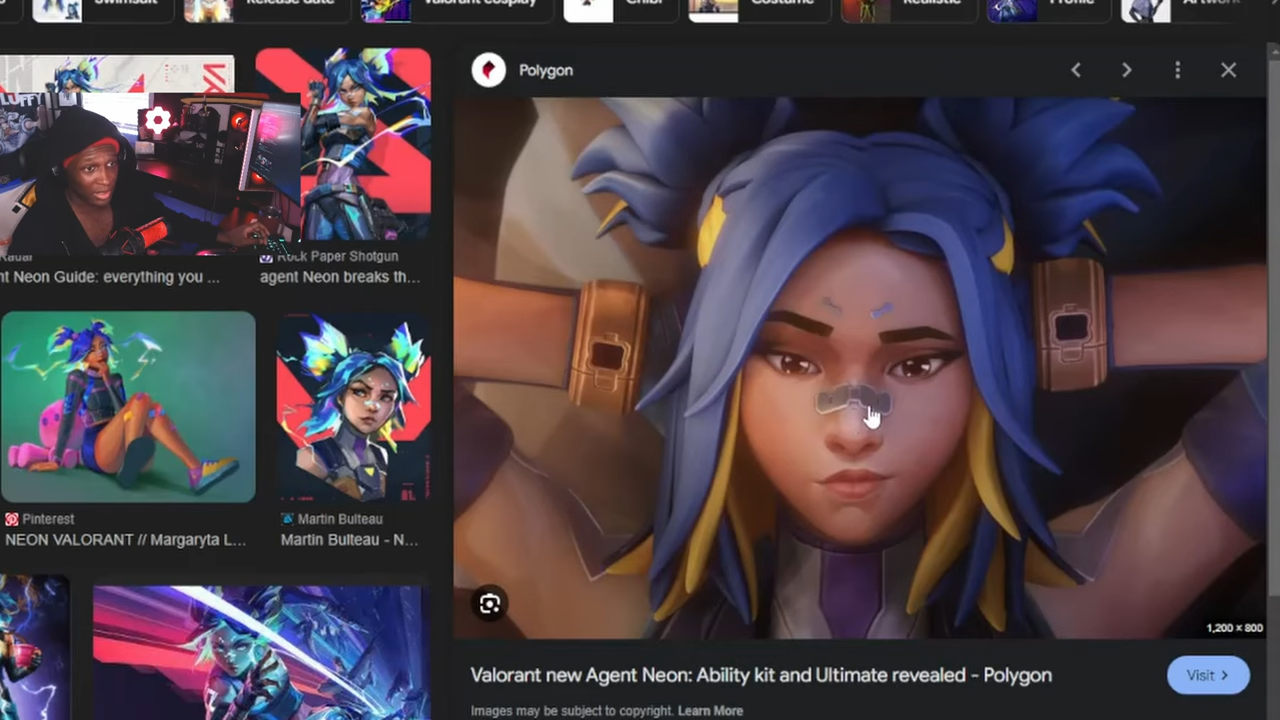 Swimsuit
Release date
Valorant cosplay
Chibi
Costume
Realistic
Profile
Polygon
Rock Paper Shotgun
nt Neon Guide: everything you ...
agent Neon breaks th...
Pinterest
NEON VALORANT // Margaryta L...
Martin Bulteau
Martin Bulteau - N...
1,200 × 800
Valorant new Agent Neon: Ability kit and Ultimate revealed - Polygon
Visit
Images may be subject to copyright. Learn More